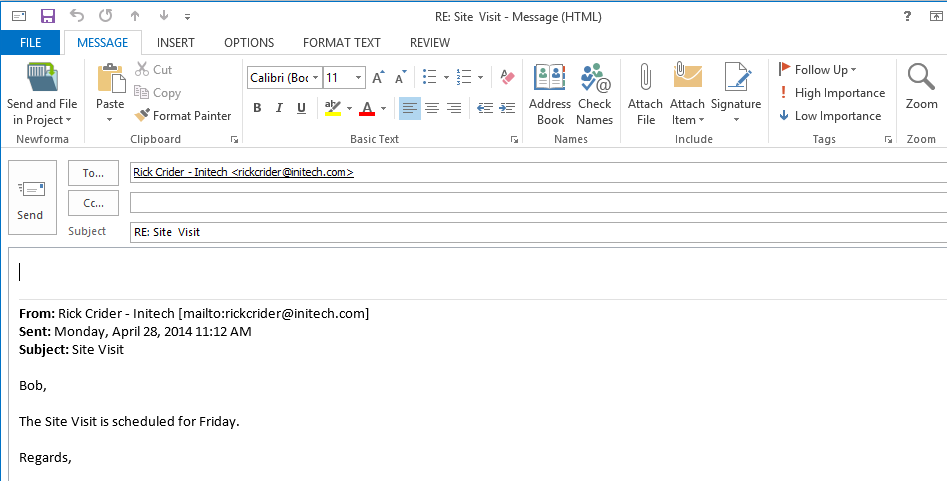 RE: Site  Visit - Message (HTML)
?
FILE MESSAGE INSERT OPTIONS FORMAT TEXT REVIEW
Send and File
in Project
Newforma
Paste
Cut
Copy
Format Painter
Clipboard
Calibri (Boc 11 A A
B I U ab A
Basic Text
Address
Book
Check
Names
Names
Attach
File
Attach
Item
Signature
Include
Follow Up
! High Importance
Low Importance
Tags
Zoom
Zoom
Send
To... Rick Crider - Initech <rickcrider@initech.com>
Cc...
Subject RE: Site  Visit
From: Rick Crider - Initech [mailto:rickcrider@initech.com]
Sent: Monday, April 28, 2014 11:12 AM
Subject: Site Visit
Bob,
The Site Visit is scheduled for Friday.
Regards,